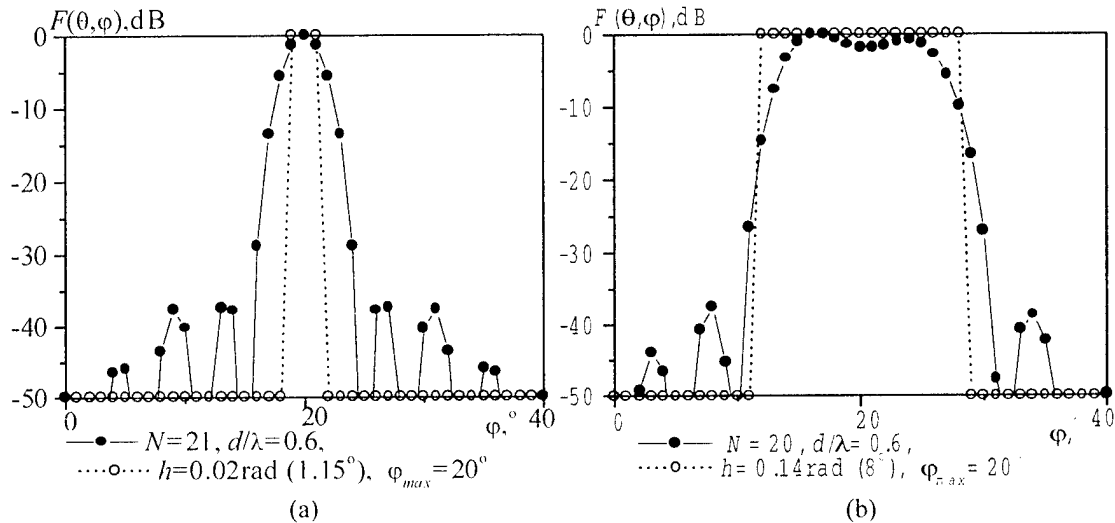 F(θ,φ),dB
0
-10
-20
-30
-40
-50
0
20
40
φ,°
N=21, d/λ=0.6,
h=0.02rad (1.15°), φmax=20°
(a)
F(θ,φ),dB
0
-10
-20
-30
-40
-50
0
20
40
φ,
N = 20, d/λ= 0.6,
h = 0.14rad (8°), φmax = 20
(b)